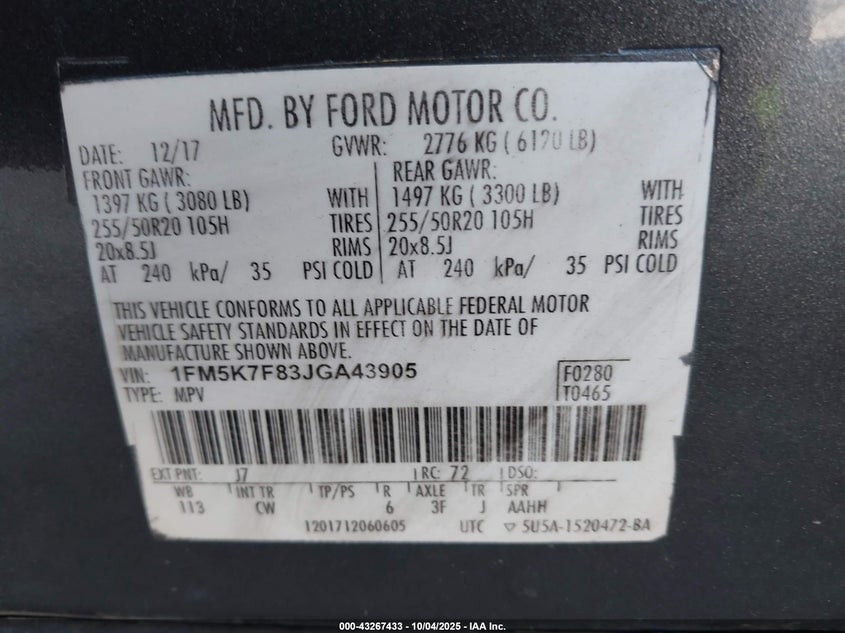 MFD. BY FORD MOTOR CO.
DATE: 12/17 GVWR: 2776 KG ( 6120 LB)
FRONT GAWR: REAR GAWR:
1397 KG ( 3080 LB) WITH 1497 KG ( 3300 LB) WITH
255/50R20 105H TIRES 255/50R20 105H TIRES
20x8.5J RIMS 20x8.5J RIMS
AT 240 kPa/ 35 PSI COLD AT 240 kPa/ 35 PSI COLD
THIS VEHICLE CONFORMS TO ALL APPLICABLE FEDERAL MOTOR
VEHICLE SAFETY STANDARDS IN EFFECT ON THE DATE OF
MANUFACTURE SHOWN ABOVE.
VIN: 1FM5K7F83JGA43905 F0280
TYPE: MPV T0465
EXT PNT: J7 RC: 72 DSO:
WB INT TR TP/PS R AXLE TR SPR
113 CW 6 3F J AAHH
1201712060605 UTC ▽ 5U5A-1520472-BA
000-43267433 - 10/04/2025 - IAA Inc.